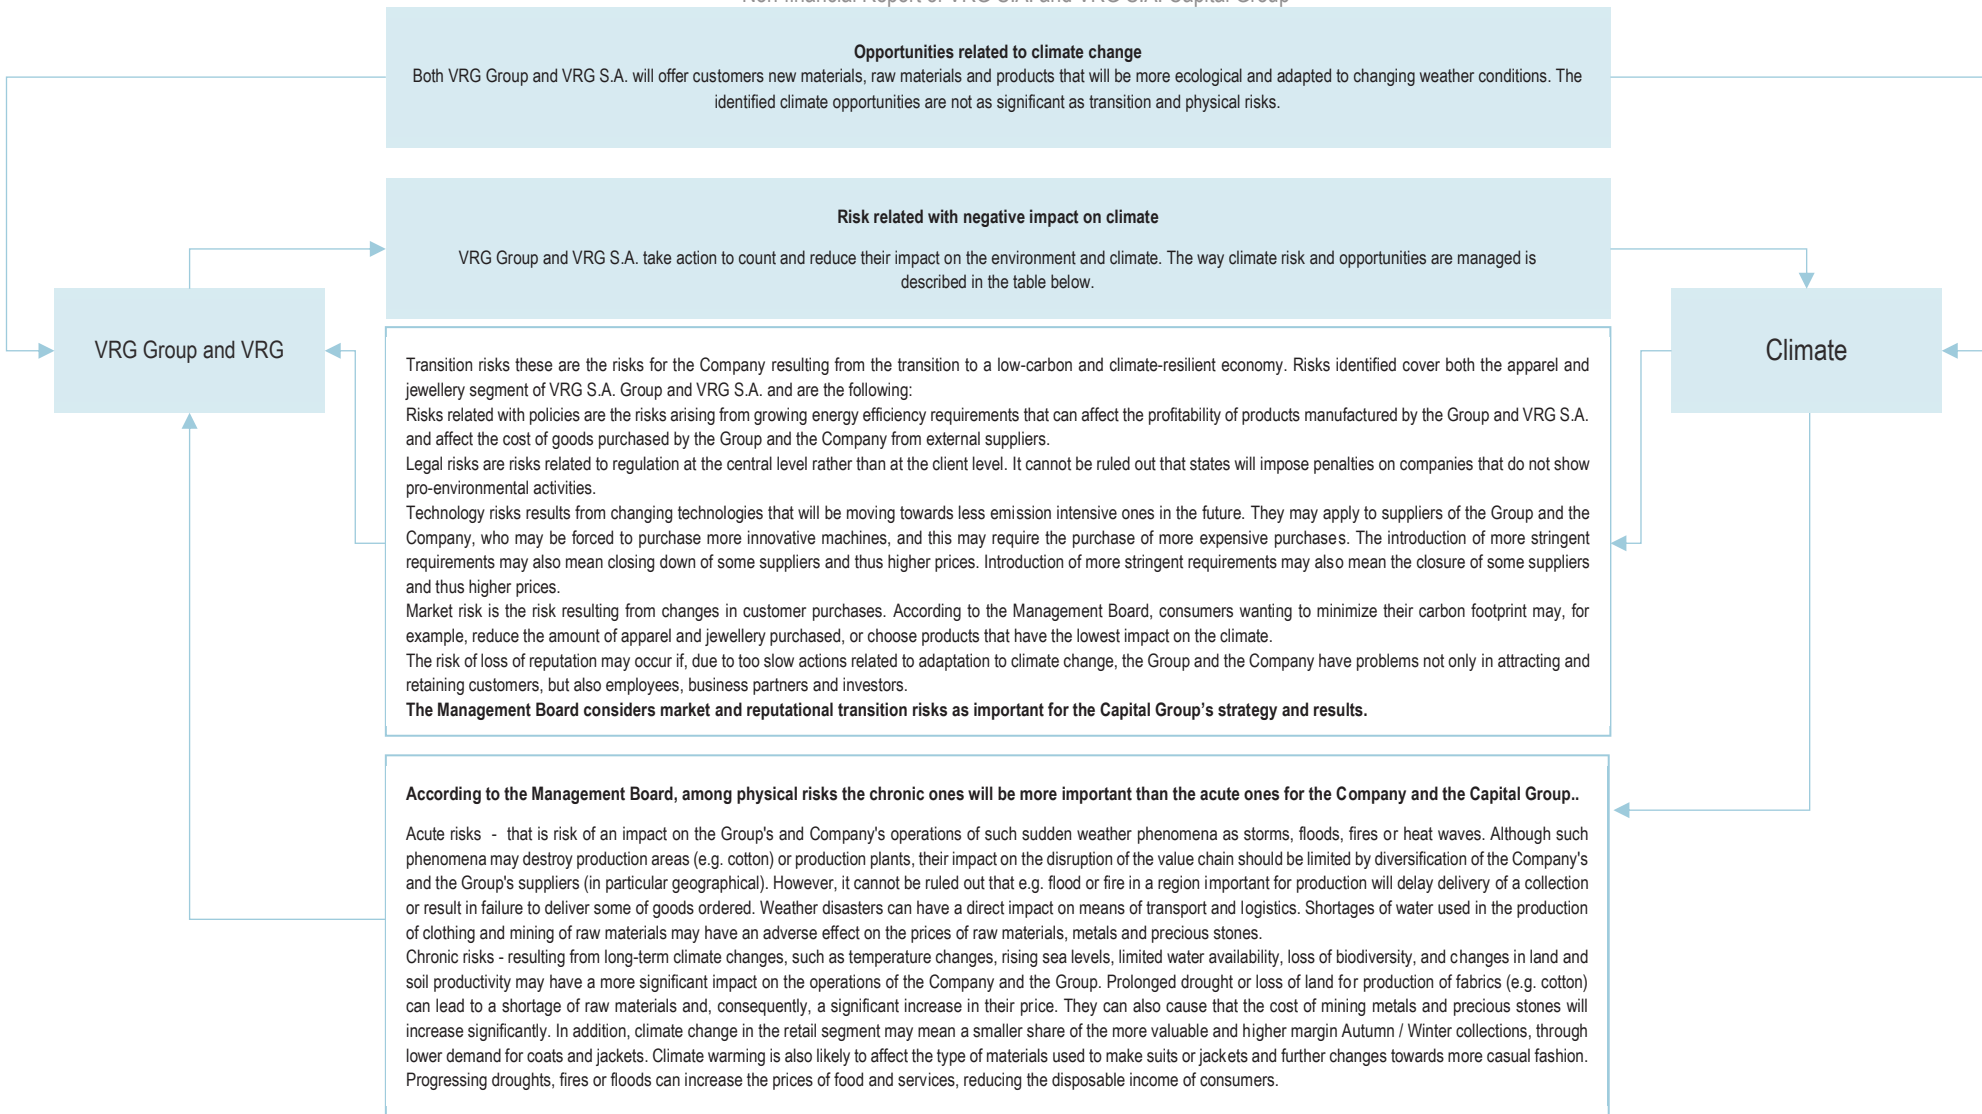 Non-financial Report of VRG S.A. and VRG S.A. Capital Group
Opportunities related to climate change
Both VRG Group and VRG S.A. will offer customers new materials, raw materials and products that will be more ecological and adapted to changing weather conditions. The
identified climate opportunities are not as significant as transition and physical risks.
Risk related with negative impact on climate
VRG Group and VRG S.A. take action to count and reduce their impact on the environment and climate. The way climate risk and opportunities are managed is
described in the table below.
VRG Group and VRG
Climate
Transition risks these are the risks for the Company resulting from the transition to a low-carbon and climate-resilient economy. Risks identified cover both the apparel and
jewellery segment of VRG S.A. Group and VRG S.A. and are the following:
Risks related with policies are the risks arising from growing energy efficiency requirements that can affect the profitability of products manufactured by the Group and VRG S.A.
and affect the cost of goods purchased by the Group and the Company from external suppliers.
Legal risks are risks related to regulation at the central level rather than at the client level. It cannot be ruled out that states will impose penalties on companies that do not show
pro-environmental activities.
Technology risks results from changing technologies that will be moving towards less emission intensive ones in the future. They may apply to suppliers of the Group and the
Company, who may be forced to purchase more innovative machines, and this may require the purchase of more expensive purchases. The introduction of more stringent
requirements may also mean closing down of some suppliers and thus higher prices. Introduction of more stringent requirements may also mean the closure of some suppliers
and thus higher prices.
Market risk is the risk resulting from changes in customer purchases. According to the Management Board, consumers wanting to minimize their carbon footprint may, for
example, reduce the amount of apparel and jewellery purchased, or choose products that have the lowest impact on the climate.
The risk of loss of reputation may occur if, due to too slow actions related to adaptation to climate change, the Group and the Company have problems not only in attracting and
retaining customers, but also employees, business partners and investors.
The Management Board considers market and reputational transition risks as important for the Capital Group's strategy and results.
According to the Management Board, among physical risks the chronic ones will be more important than the acute ones for the Company and the Capital Group..
Acute risks - that is risk of an impact on the Group's and Company's operations of such sudden weather phenomena as storms, floods, fires or heat waves. Although such
phenomena may destroy production areas (e.g. cotton) or production plants, their impact on the disruption of the value chain should be limited by diversification of the Company's
and the Group's suppliers (in particular geographical). However, it cannot be ruled out that e.g. flood or fire in a region important for production will delay delivery of a collection
or result in failure to deliver some of goods ordered. Weather disasters can have a direct impact on means of transport and logistics. Shortages of water used in the production
of clothing and mining of raw materials may have an adverse effect on the prices of raw materials, metals and precious stones.
Chronic risks - resulting from long-term climate changes, such as temperature changes, rising sea levels, limited water availability, loss of biodiversity, and changes in land and
soil productivity may have a more significant impact on the operations of the Company and the Group. Prolonged drought or loss of land for production of fabrics (e.g. cotton)
can lead to a shortage of raw materials and, consequently, a significant increase in their price. They can also cause that the cost of mining metals and precious stones will
increase significantly. In addition, climate change in the retail segment may mean a smaller share of the more valuable and higher margin Autumn / Winter collections, through
lower demand for coats and jackets. Climate warming is also likely to affect the type of materials used to make suits or jackets and further changes towards more casual fashion.
Progressing droughts, fires or floods can increase the prices of food and services, reducing the disposable income of consumers.